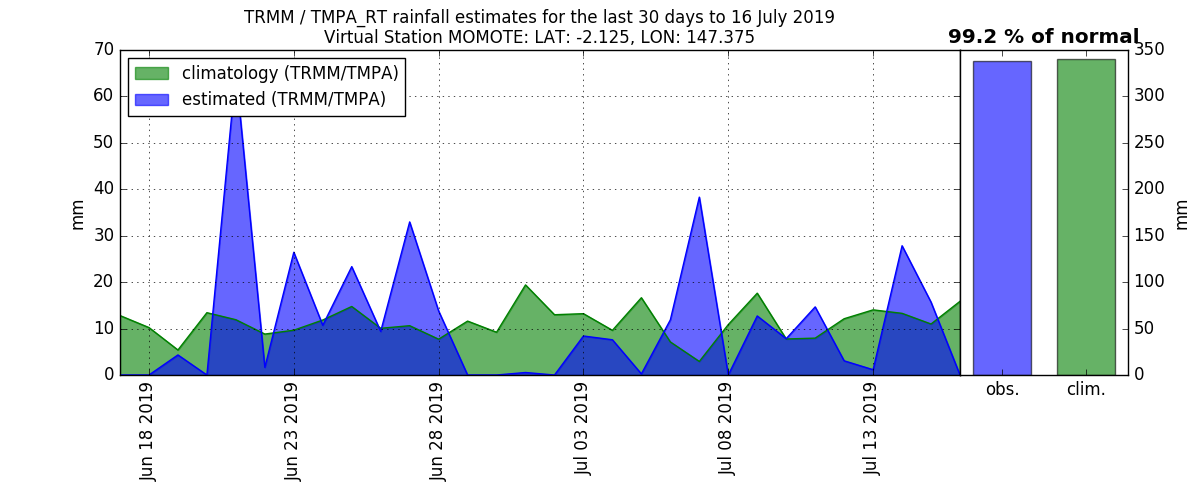 TRMM / TMPA_RT rainfall estimates for the last 30 days to 16 July 2019
Virtual Station MOMOTE: LAT: -2.125, LON: 147.375
99.2 % of normal
climatology (TRMM/TMPA)
estimated (TRMM/TMPA)
70
60
50
40
30
20
10
0
mm
Jun 18 2019
Jun 23 2019
Jun 28 2019
Jul 03 2019
Jul 08 2019
Jul 13 2019
obs.
clim.
350
300
250
200
150
100
50
0
mm